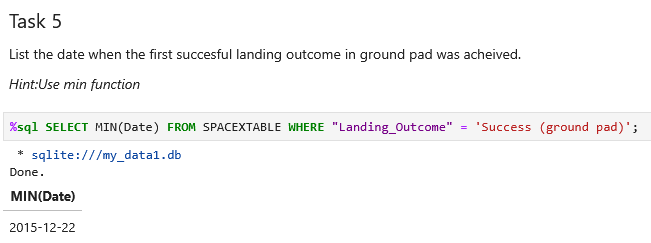 Task 5
List the date when the first succesful landing outcome in ground pad was acheived.
Hint:Use min function
%sql SELECT MIN(Date) FROM SPACEXTABLE WHERE "Landing_Outcome" = 'Success (ground pad)';
* sqlite:///my_data1.db
Done.
MIN(Date)
2015-12-22